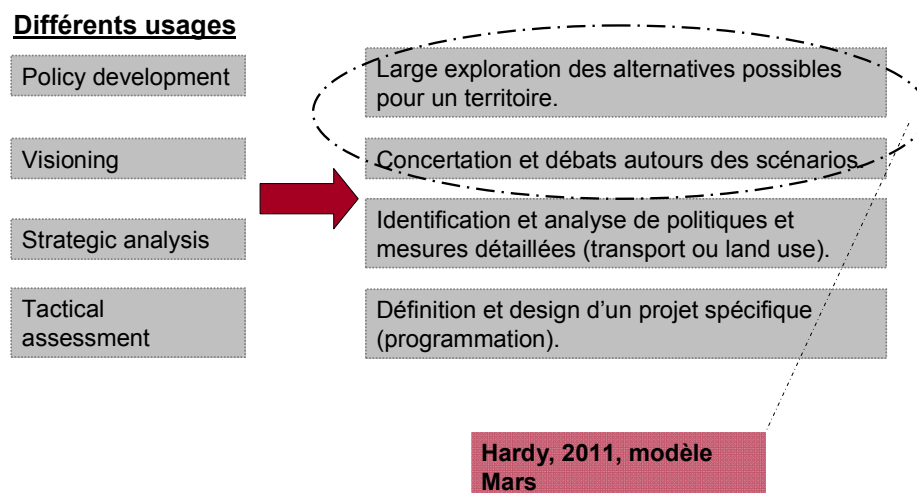 Différents usages
Policy development
Large exploration des alternatives possibles
pour un territoire.
Visioning
Concertation et débats autours des scénarios.
Strategic analysis
Identification et analyse de politiques et
mesures détaillées (transport ou land use).
Tactical
assessment
Définition et design d'un projet spécifique
(programmation).
Hardy, 2011, modèle
Mars